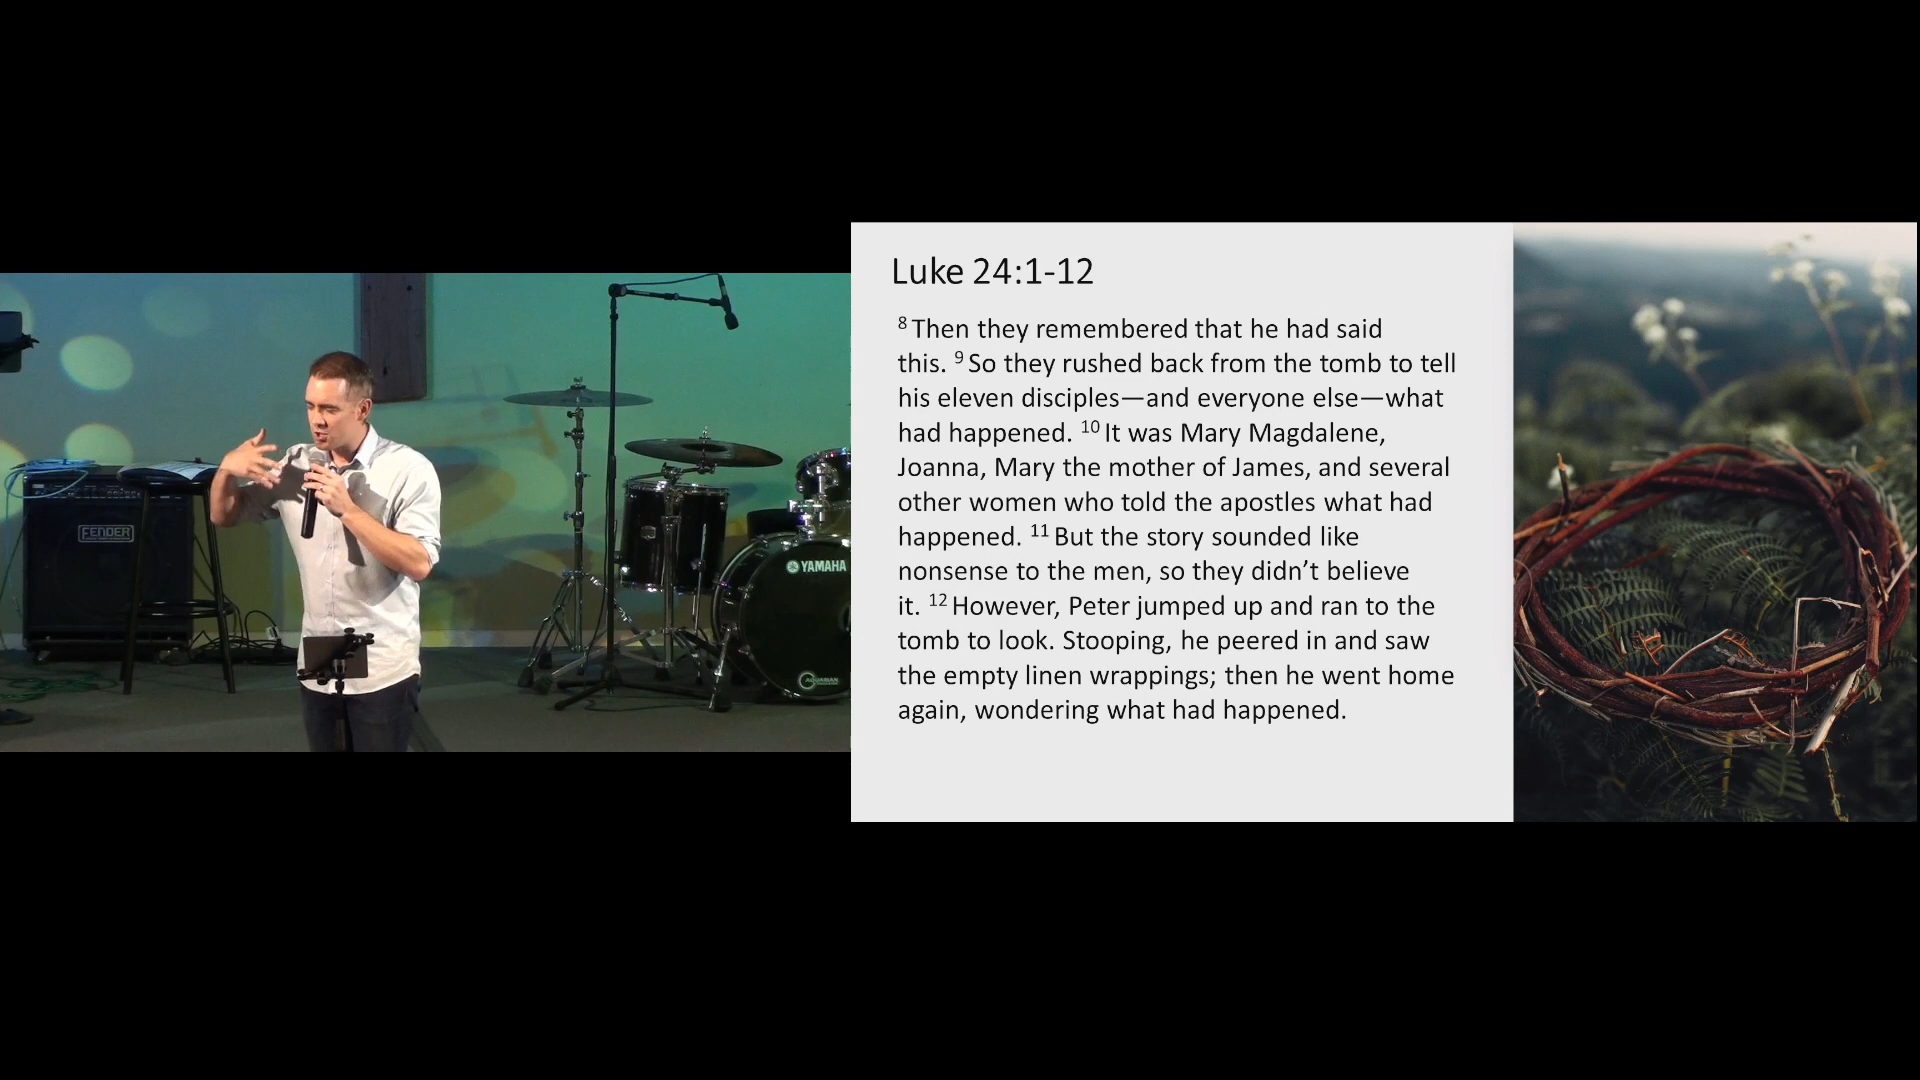 FENDER
YAMAHA
AQUARIAN
Luke 24:1-12
8 Then they remembered that he had said
this. 9 So they rushed back from the tomb to tell
his eleven disciples—and everyone else—what
had happened. 10 It was Mary Magdalene,
Joanna, Mary the mother of James, and several
other women who told the apostles what had
happened. 11 But the story sounded like
nonsense to the men, so they didn’t believe
it. 12 However, Peter jumped up and ran to the
tomb to look. Stooping, he peered in and saw
the empty linen wrappings; then he went home
again, wondering what had happened.